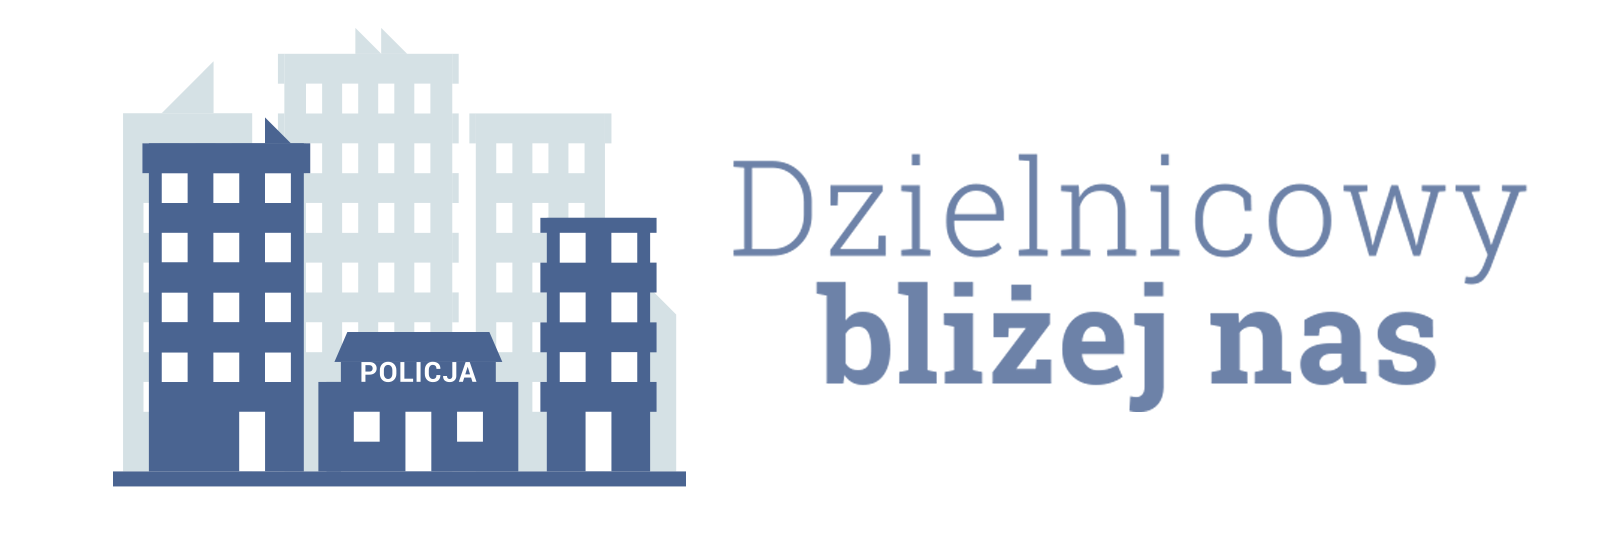 POLICJA
Dzielnicowy
bliżej nas